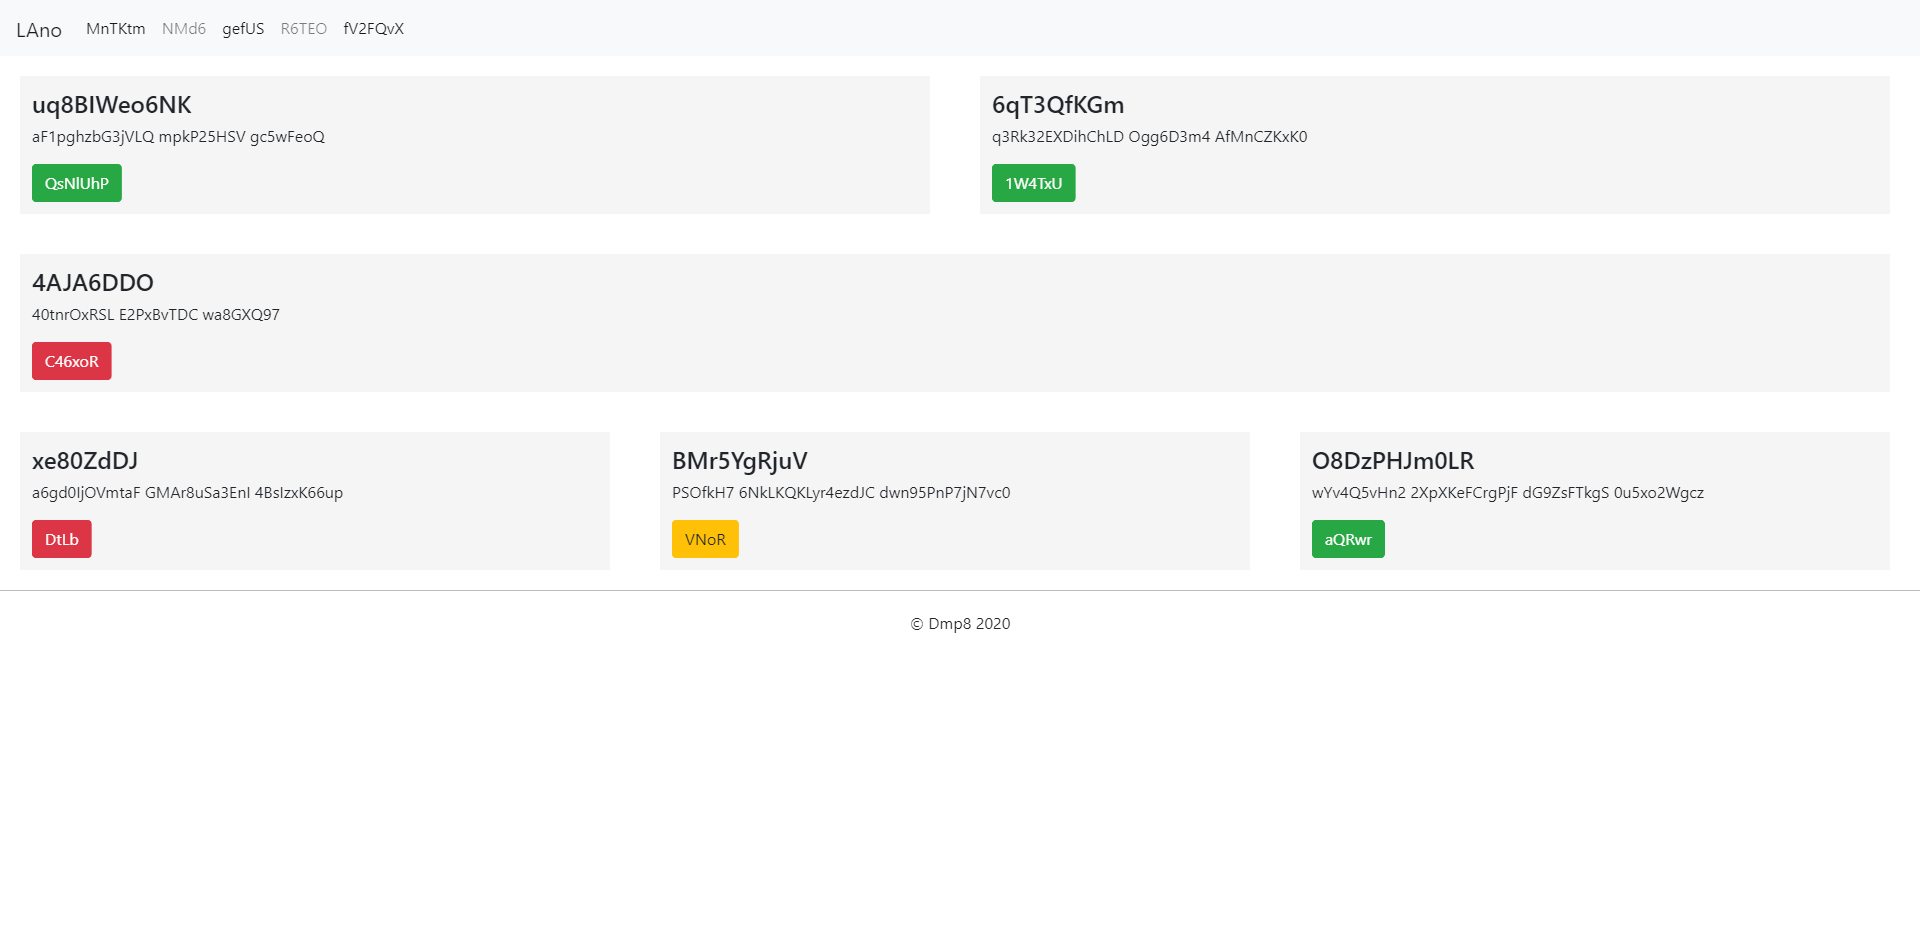 LAno MnTKtm NMd6 gefUS R6TEO fV2FQvX
uq8BIWeo6NK
aF1pghzbG3jVLQ mpkP25HSV gc5wFeoQ
QsNlUhP
6qT3QfKGm
q3Rk32EXDihChLD Ogg6D3m4 AfMnCZKxK0
1W4TxU
4AJA6DDO
40tnrOxRSL E2PxBvTDC wa8GXQ97
C46xoR
xe80ZdDJ
a6gd0IjOVmtaF GMAr8uSa3EnI 4BsIzxK66up
DtLb
BMr5YgRjuV
PSOfkH7 6NkLKQKLyr4ezdJC dwn95PnP7jN7vc0
VNoR
O8DzPHJm0LR
wYv4Q5vHn2 2XpXKeFCrgPjF dG9ZsFTkgS 0u5xo2Wgcz
aQRwr
© Dmp8 2020